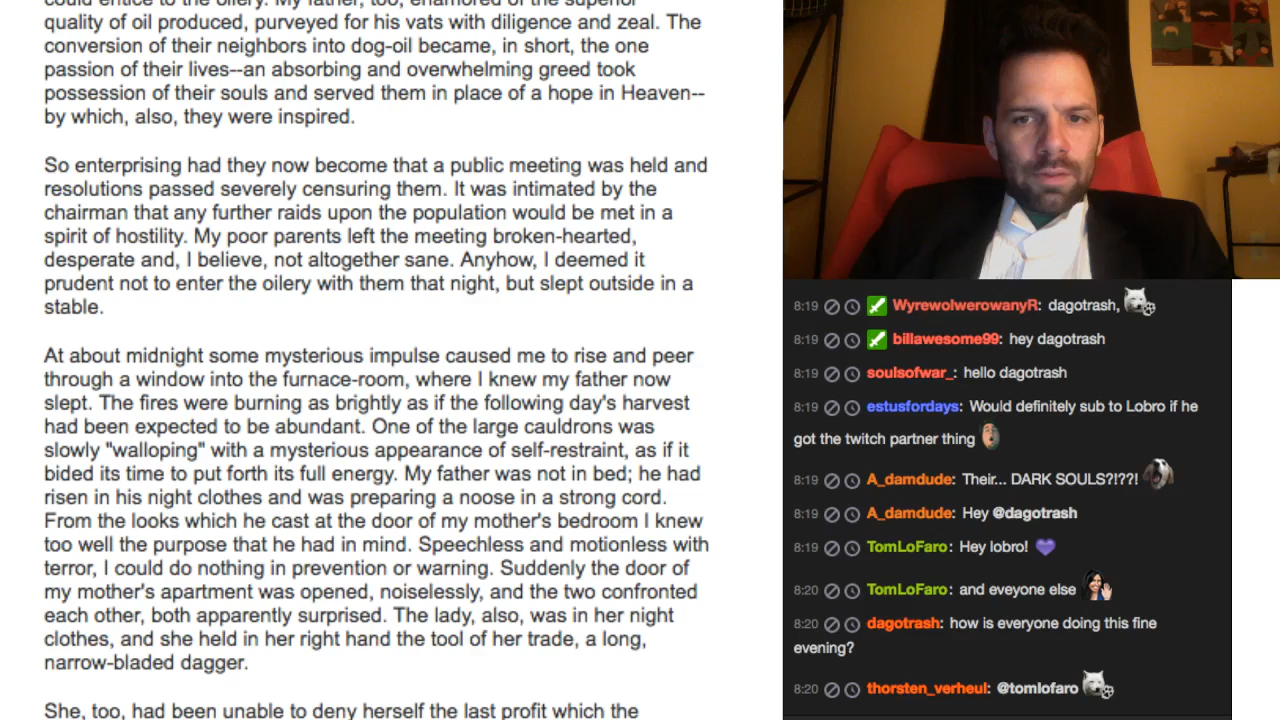 could entice to the oilery. My father, too, enamored of the superior
quality of oil produced, purveyed for his vats with diligence and zeal. The
conversion of their neighbors into dog-oil became, in short, the one
passion of their lives--an absorbing and overwhelming greed took
possession of their souls and served them in place of a hope in Heaven--
by which, also, they were inspired.
So enterprising had they now become that a public meeting was held and
resolutions passed severely censuring them. It was intimated by the
chairman that any further raids upon the population would be met in a
spirit of hostility. My poor parents left the meeting broken-hearted,
desperate and, I believe, not altogether sane. Anyhow, I deemed it
prudent not to enter the oilery with them that night, but slept outside in a
stable.
At about midnight some mysterious impulse caused me to rise and peer
through a window into the furnace-room, where I knew my father now
slept. The fires were burning as brightly as if the following day's harvest
had been expected to be abundant. One of the large cauldrons was
slowly "walloping" with a mysterious appearance of self-restraint, as if it
bided its time to put forth its full energy. My father was not in bed; he had
risen in his night clothes and was preparing a noose in a strong cord.
From the looks which he cast at the door of my mother's bedroom I knew
too well the purpose that he had in mind. Speechless and motionless with
terror, I could do nothing in prevention or warning. Suddenly the door of
my mother's apartment was opened, noiselessly, and the two confronted
each other, both apparently surprised. The lady, also, was in her night
clothes, and she held in her right hand the tool of her trade, a long,
narrow-bladed dagger.
She, too, had been unable to deny herself the last profit which the
8:19 WyrewolwerowanyR: dagotrash,
8:19 billawesome99: hey dagotrash
8:19 soulsofwar_: hello dagotrash
8:19 estusfordays: Would definitely sub to Lobro if he
got the twitch partner thing
8:19 A_damdude: Their... DARK SOULS?!??!
8:19 A_damdude: Hey @dagotrash
8:19 TomLoFaro: Hey lobro!
8:20 TomLoFaro: and eveyone else
8:20 dagotrash: how is everyone doing this fine
evening?
8:20 thorsten_verheul: @tomlofaro